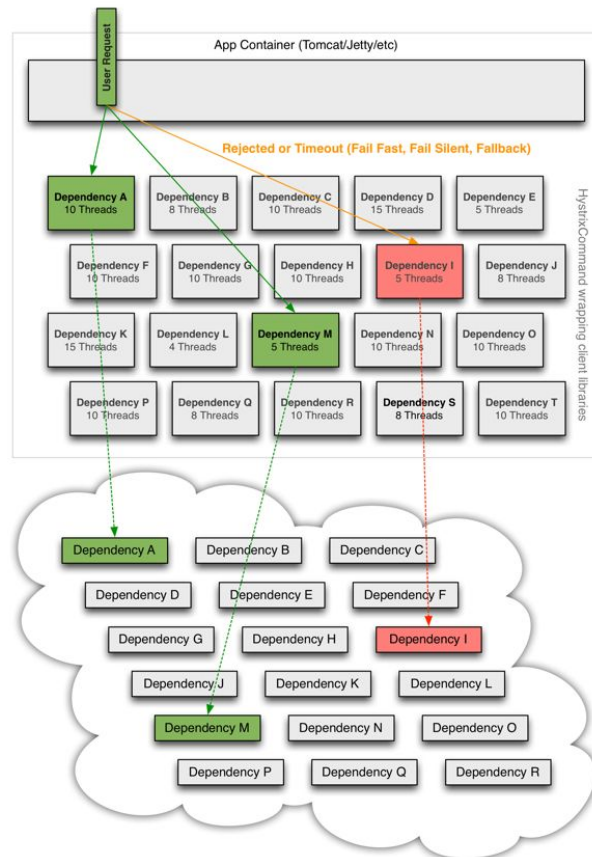 User Request
App Container (Tomcat/Jetty/etc)
Rejected or Timeout (Fail Fast, Fail Silent, Fallback)
Dependency A
10 Threads
Dependency B
8 Threads
Dependency C
10 Threads
Dependency D
15 Threads
Dependency E
5 Threads
Dependency F
10 Threads
Dependency G
10 Threads
Dependency H
10 Threads
Dependency I
5 Threads
Dependency J
8 Threads
Dependency K
15 Threads
Dependency L
4 Threads
Dependency M
5 Threads
Dependency N
10 Threads
Dependency O
10 Threads
Dependency P
10 Threads
Dependency Q
8 Threads
Dependency R
10 Threads
Dependency S
8 Threads
Dependency T
10 Threads
HystrixCommand wrapping client libraries
Dependency A
Dependency B
Dependency C
Dependency D
Dependency E
Dependency F
Dependency G
Dependency H
Dependency I
Dependency J
Dependency K
Dependency L
Dependency M
Dependency N
Dependency O
Dependency P
Dependency Q
Dependency R